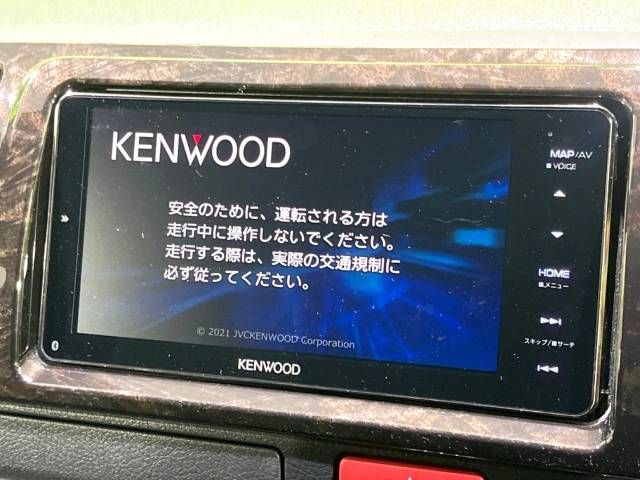 KENWOOD
安全のために、運転される方は
走行中に操作しないでください。
走行する際は、実際の交通規制に
必ず従ってください。
© 2021 JVCKENWOOD Corporation
KENWOOD
MAP/AV
■ VOICE
HOME
■メニュー
スキップ/■サーチ